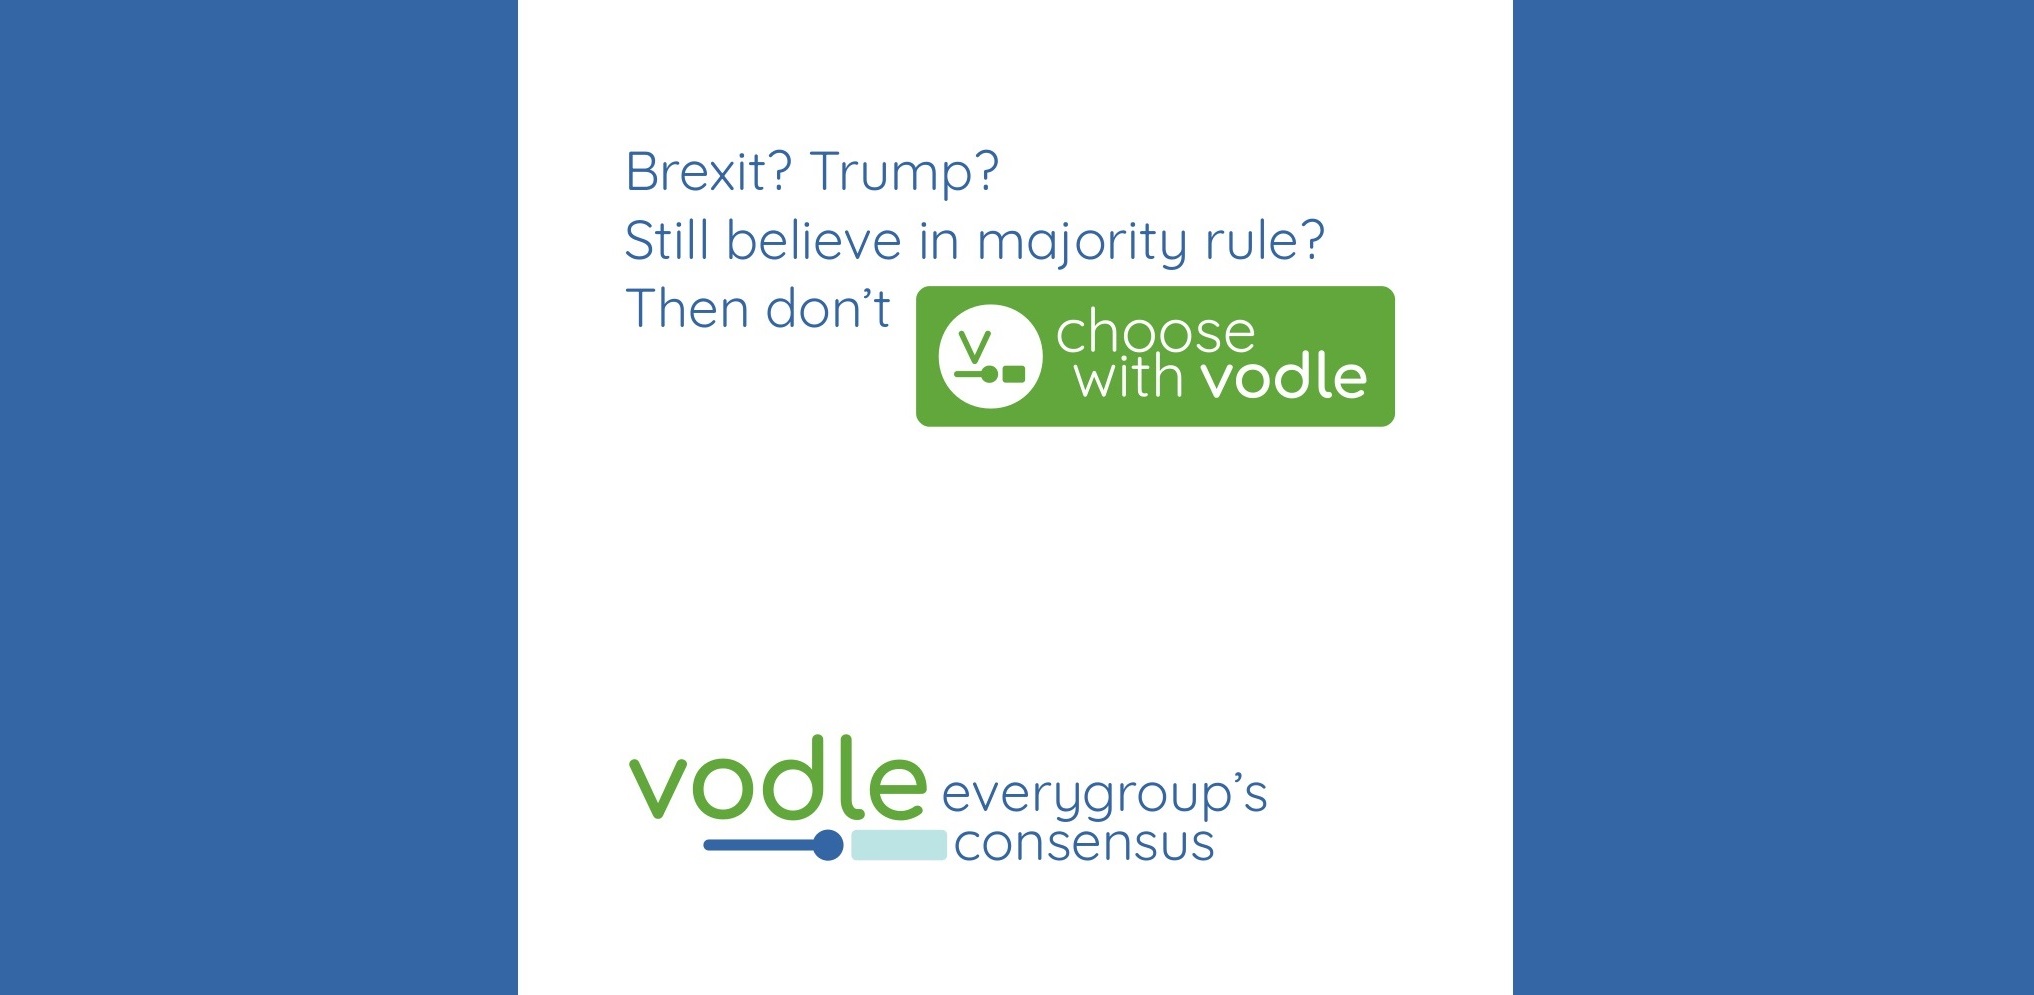 Brexit? Trump?
Still believe in majority rule?
Then don’t
v
choose
with vodle
vodle everygroup’s
consensus